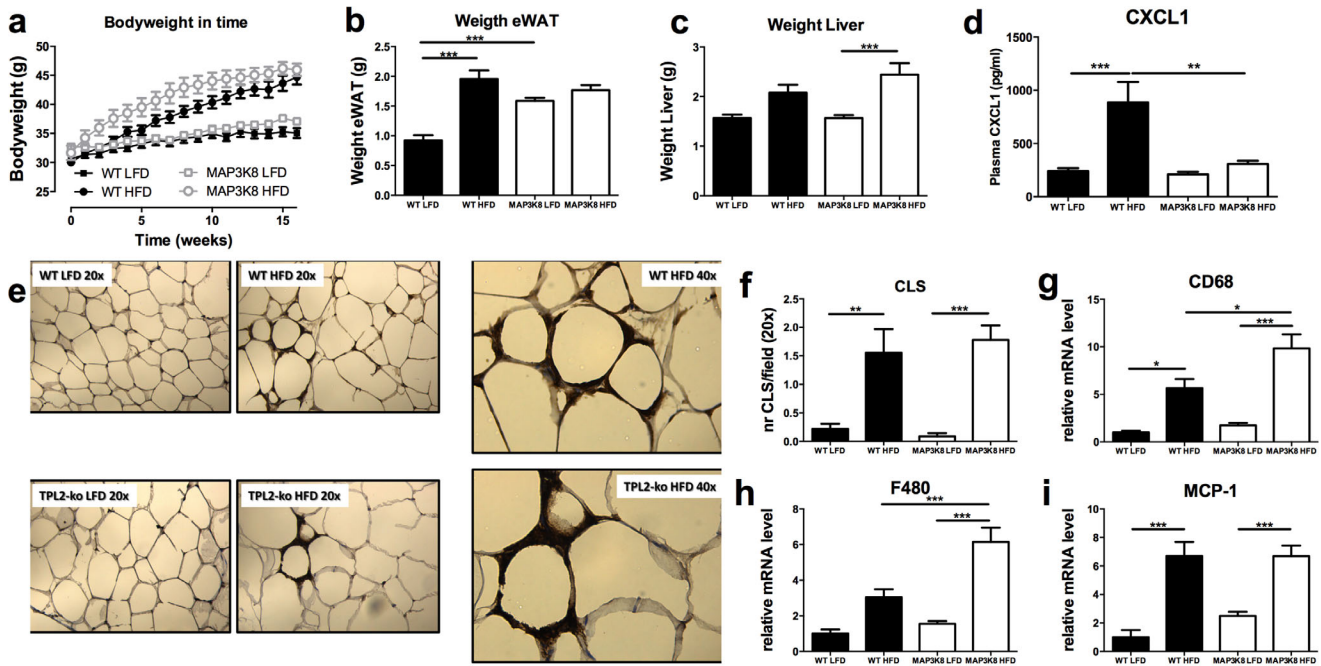 a
Bodyweight in time
Bodyweight (g)
50
45
40
35
30
25
WT LFD
WT HFD
MAP3K8 LFD
MAP3K8 HFD
0
5
10
15
Time (weeks)
b
Weigth eWAT
Weight eWAT (g)
2.5
2.0
1.5
1.0
0.5
0.0
***
***
WT LFD
WT HFD
MAP3K8 LFD
MAP3K8 HFD
c
Weight Liver
Weight Liver (g)
3
2
1
0
***
WT LFD
WT HFD
MAP3K8 LFD
MAP3K8 HFD
d
CXCL1
Plasma CXCL1 (pg/ml)
1500
1000
500
0
***
**
WT LFD
WT HFD
MAP3K8 LFD
MAP3K8 HFD
e
WT LFD 20x
WT HFD 20x
WT HFD 40x
TPL2-ko LFD 20x
TPL2-ko HFD 20x
TPL2-ko HFD 40x
f
CLS
nr CLS/field (20x)
2.5
2.0
1.5
1.0
0.5
0.0
**
***
WT LFD
WT HFD
MAP3K8 LFD
MAP3K8 HFD
g
CD68
relative mRNA level
15
10
5
0
*
*
***
WT LFD
WT HFD
MAP3K8 LFD
MAP3K8 HFD
h
F480
relative mRNA level
8
6
4
2
0
***
***
WT LFD
WT HFD
MAP3K8 LFD
MAP3K8 HFD
i
MCP-1
relative mRNA level
10
8
6
4
2
0
***
***
WT LFD
WT HFD
MAP3K8 LFD
MAP3K8 HFD